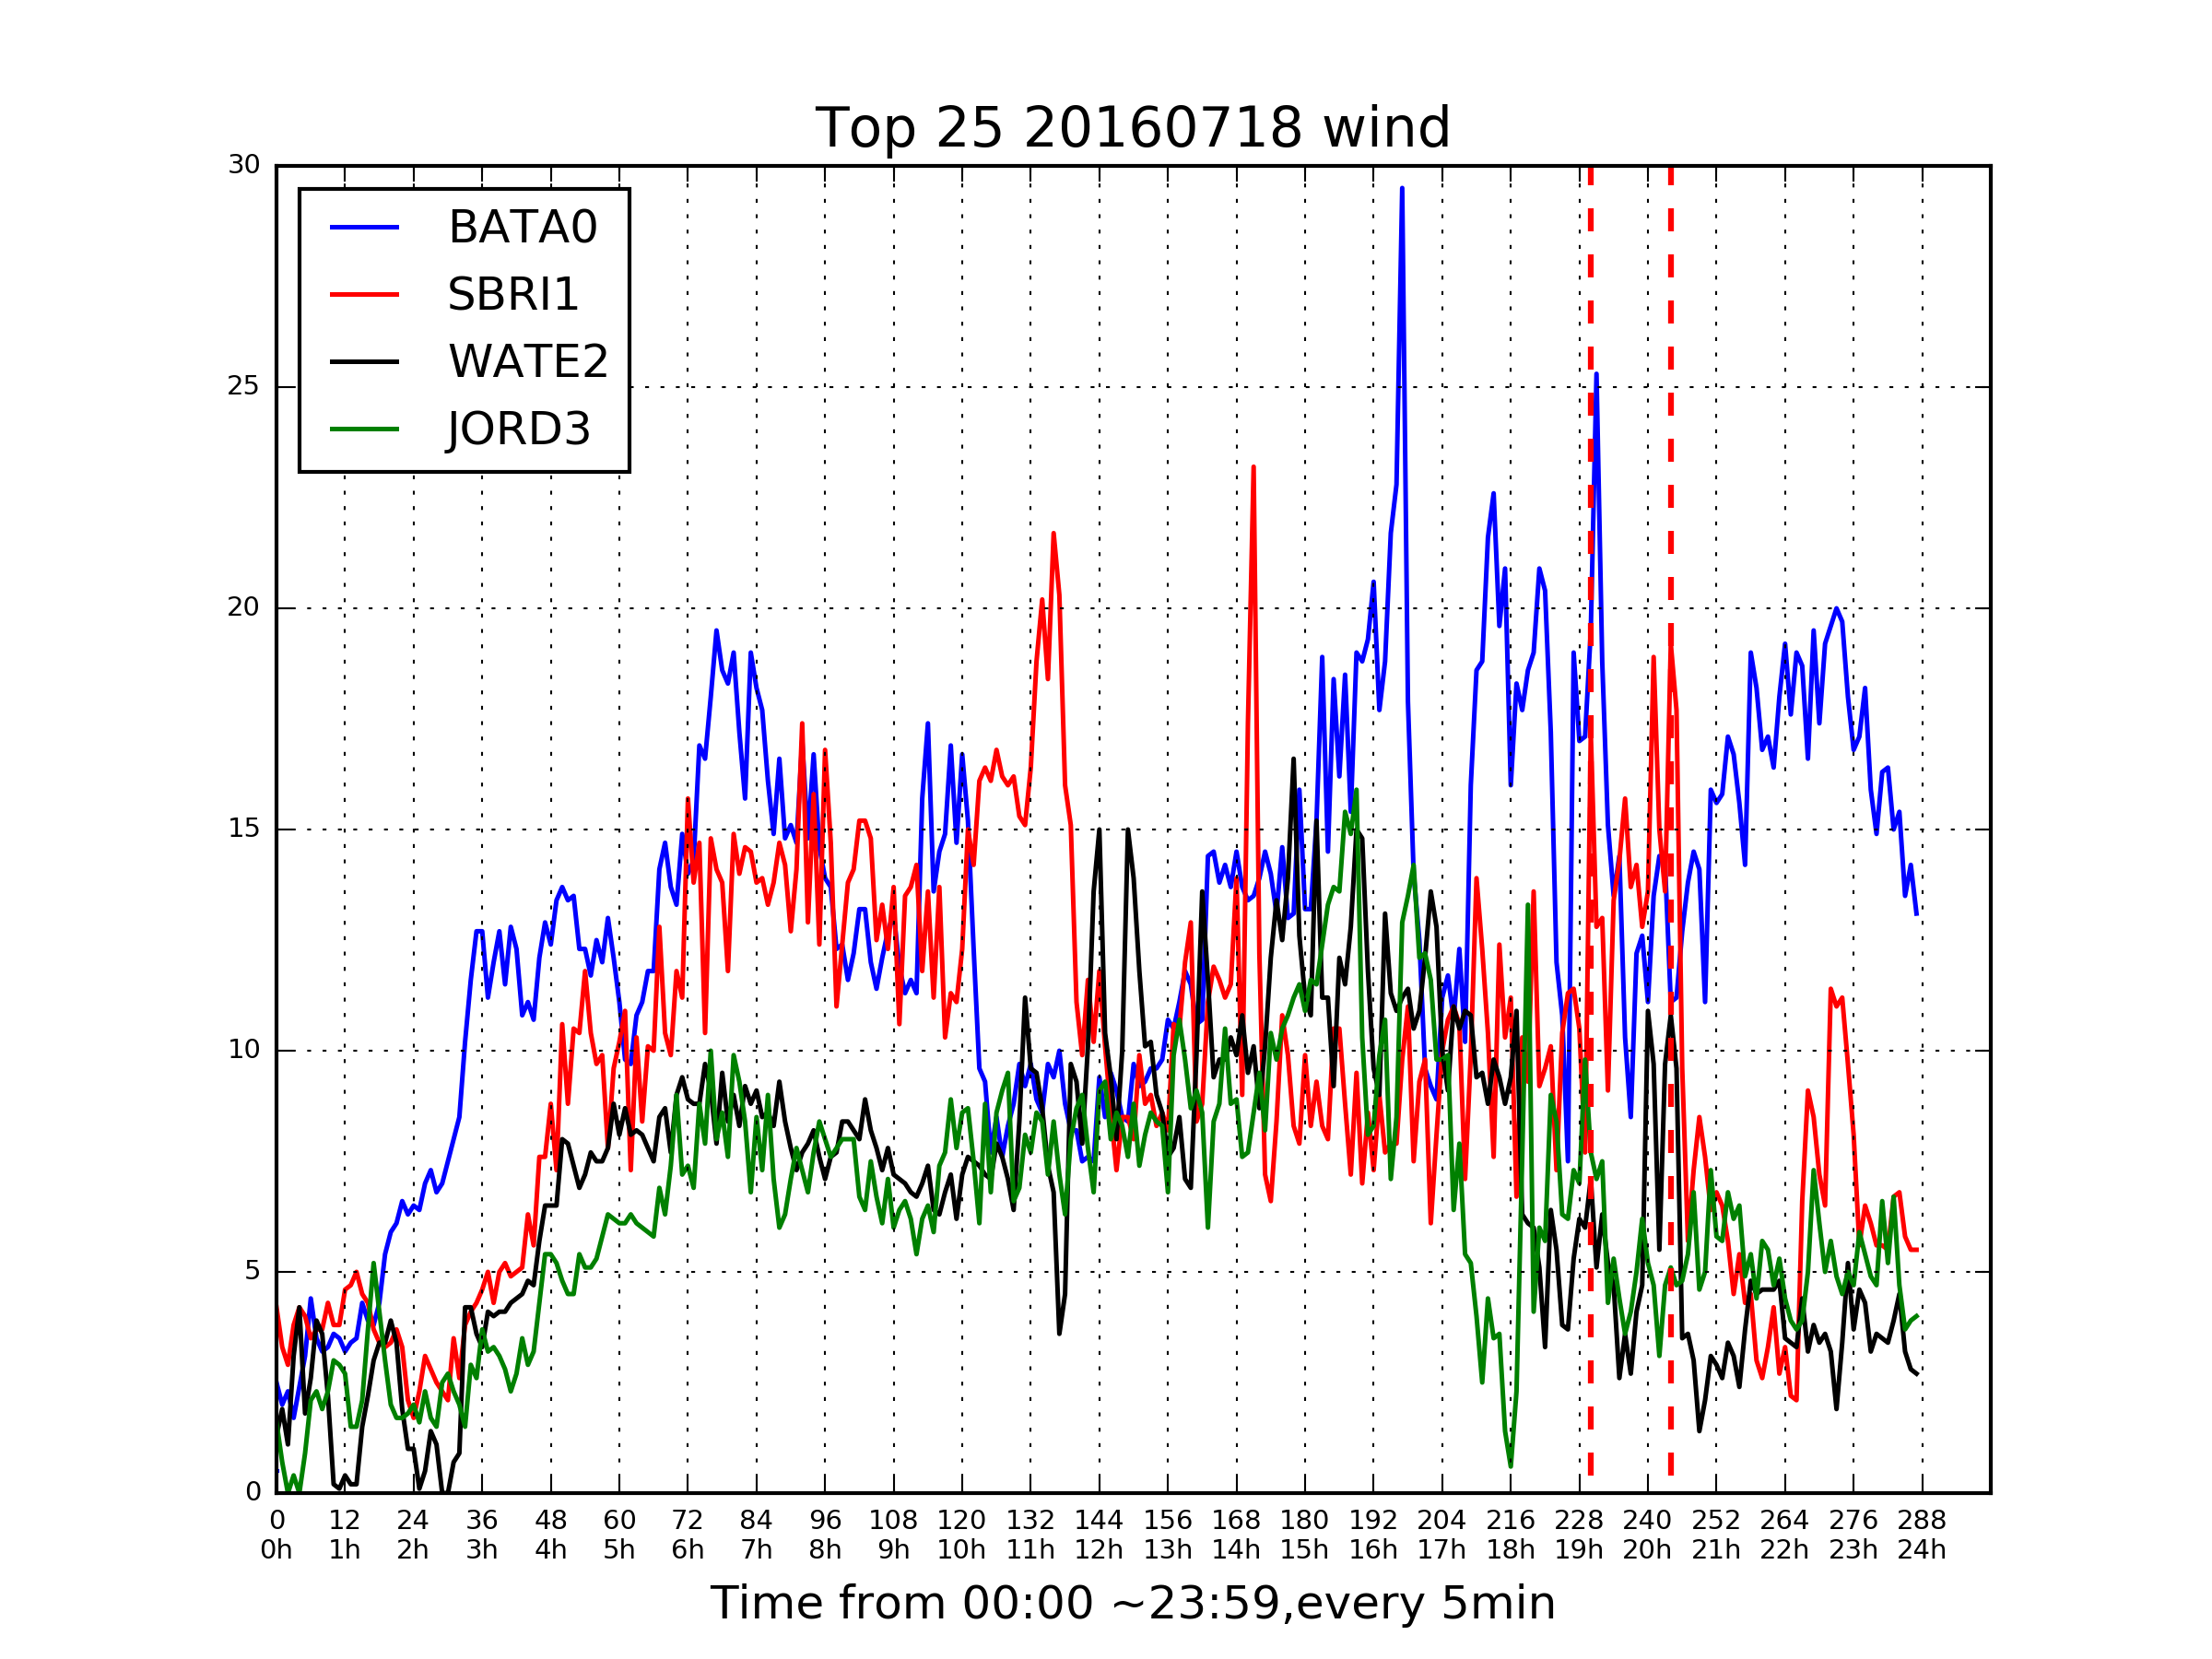 Top 25 20160718 wind
30
25
20
15
10
5
0
BATA0
SBRI1
WATE2
JORD3
0 12 24 36 48 60 72 84 96 108 120 132 144 156 168 180 192 204 216 228 240 252 264 276 288
0h 1h 2h 3h 4h 5h 6h 7h 8h 9h 10h 11h 12h 13h 14h 15h 16h 17h 18h 19h 20h 21h 22h 23h 24h
Time from 00:00 ~23:59,every 5min